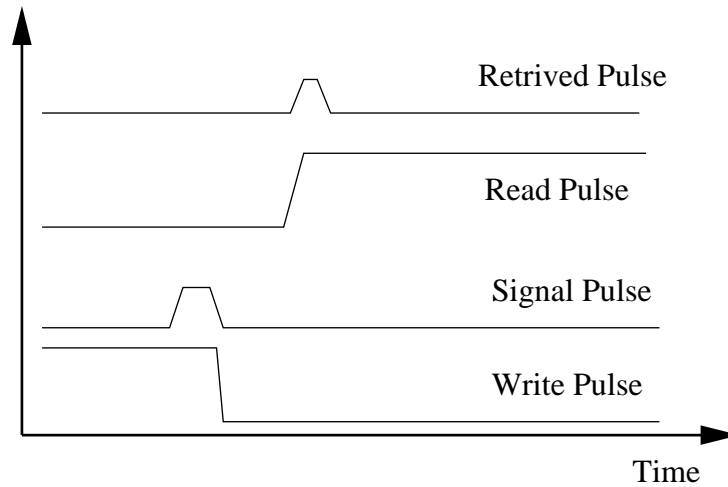 Retrived Pulse
Read Pulse
Signal Pulse
Write Pulse
Time